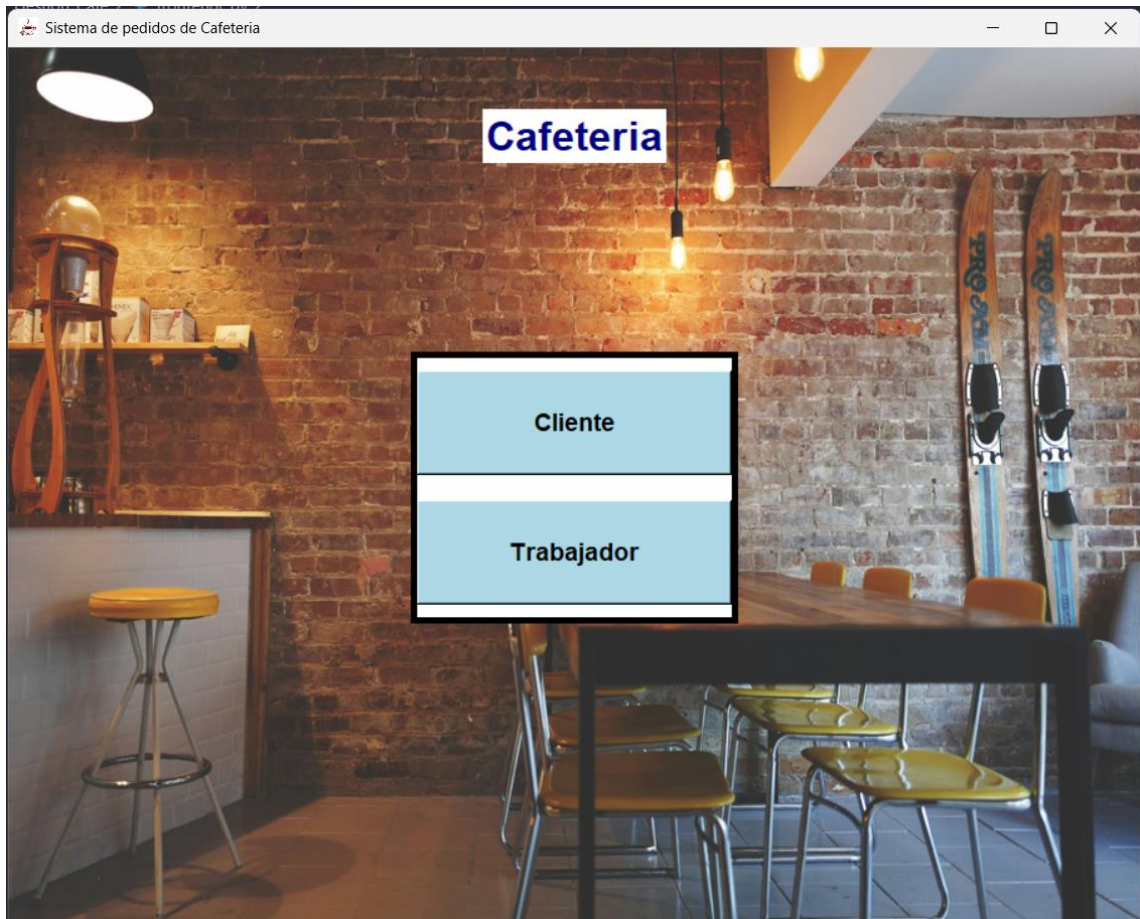 Sistema de pedidos de Cafeteria
Cafeteria
Cliente
Trabajador